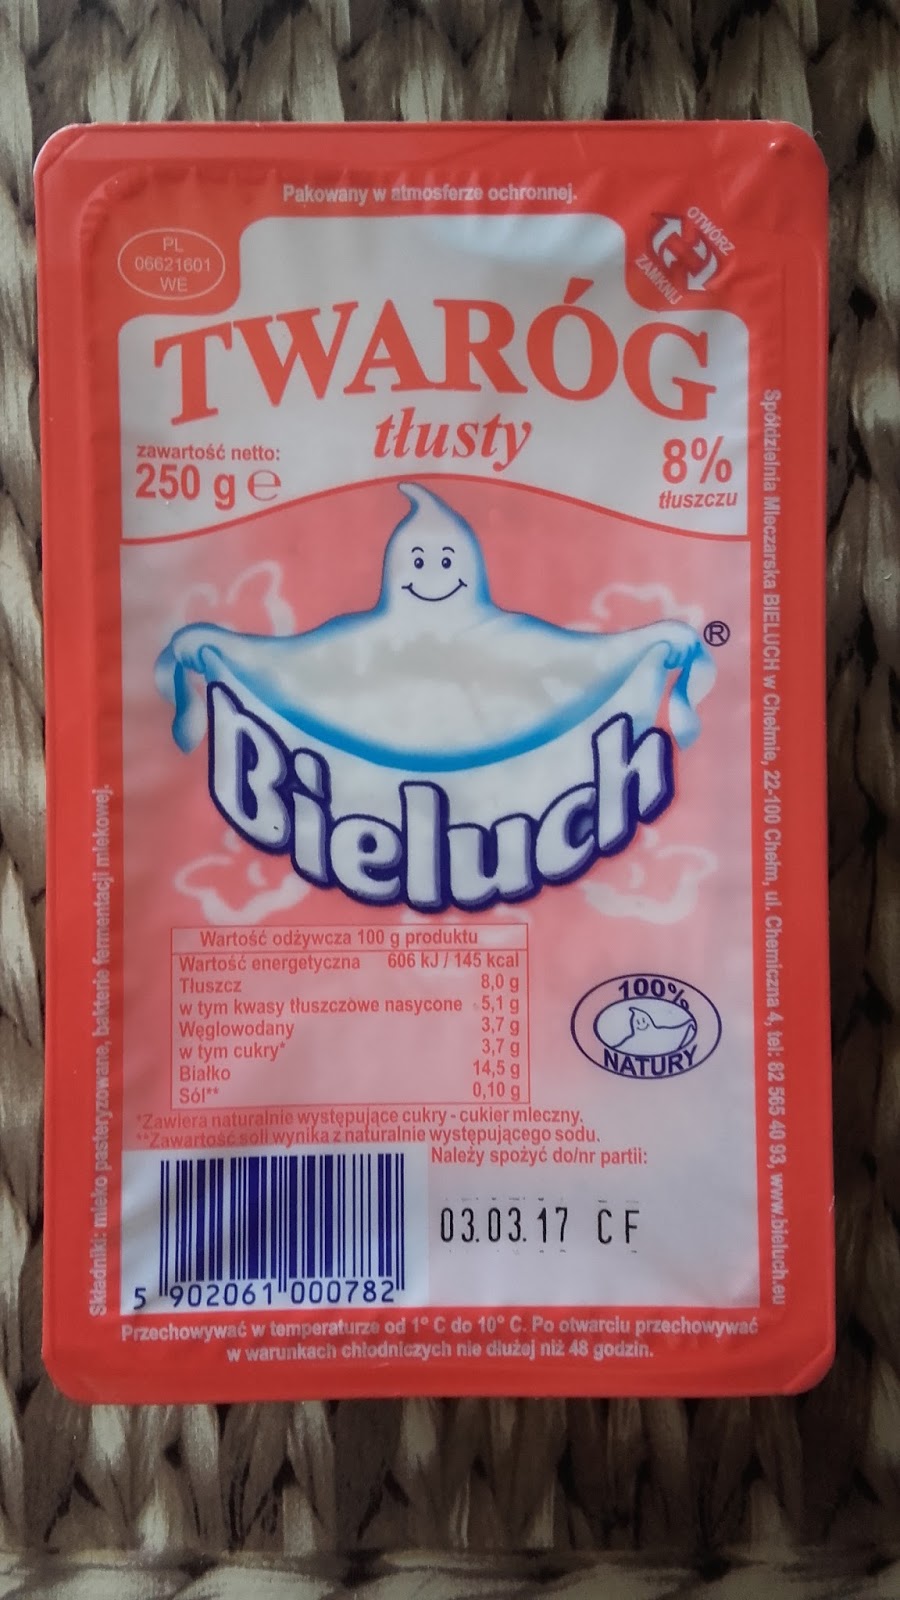 Pakowany w atmosferze ochronnej.
PL
06621601
WE
OTWÓRZ
ZAMKNIJ
TWARÓG
tłusty
zawartość netto:
250 g e
8%
tłuszczu
Bieluch
®
Wartość odżywcza 100 g produktu
Wartość energetyczna 606 kJ / 145 kcal
Tłuszcz 8,0 g
w tym kwasy tłuszczowe nasycone 5,1 g
Węglowodany 3,7 g
w tym cukry* 3,7 g
Białko 14,5 g
Sól** 0,10 g
*Zawiera naturalnie występujące cukry - cukier mleczny.
**Zawartość soli wynika z naturalnie występującego sodu.
100%
NATURY
Należy spożyć do/nr partii:
03.03.17 CF
5 902061 000782
Przechowywać w temperaturze od 1° C do 10° C. Po otwarciu przechowywać
w warunkach chłodniczych nie dłużej niż 48 godzin.
Składniki: mleko pasteryzowane, bakterie fermentacji mlekowej.
Spółdzielnia Mleczarska BIELUCH w Chełmie, 22-100 Chełm, ul. Chemiczna 4, tel: 82 565 40 93, www.bieluch.eu